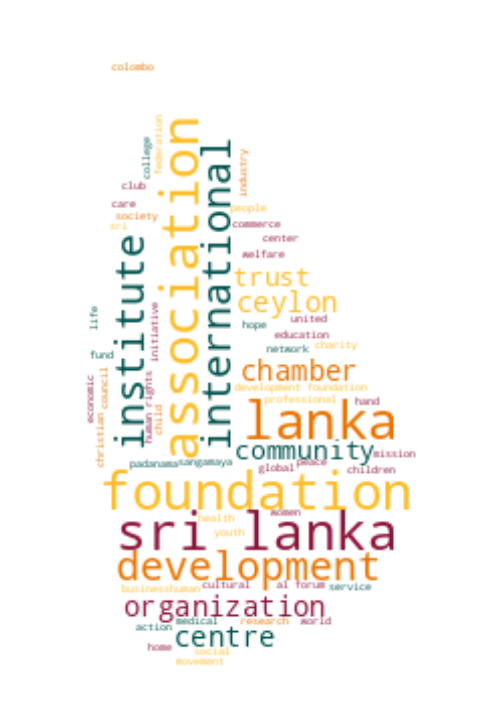 colombo
federation
college
association
international
industry
club
care
society
sri
people
commerce
center
welfare
institute
trust
ceylon
life
initiative
hope
united
education
network
charity
fund
chamber
economic
council
christian
human rights
child
development foundation
professional
hand
lanka
community
mission
padanama
sangamaya
global
peace
children
foundation
women
health
sri lanka
youth
development
business
human
cultural
al forum
service
organization
action
medical
research
world
centre
home
social
movement